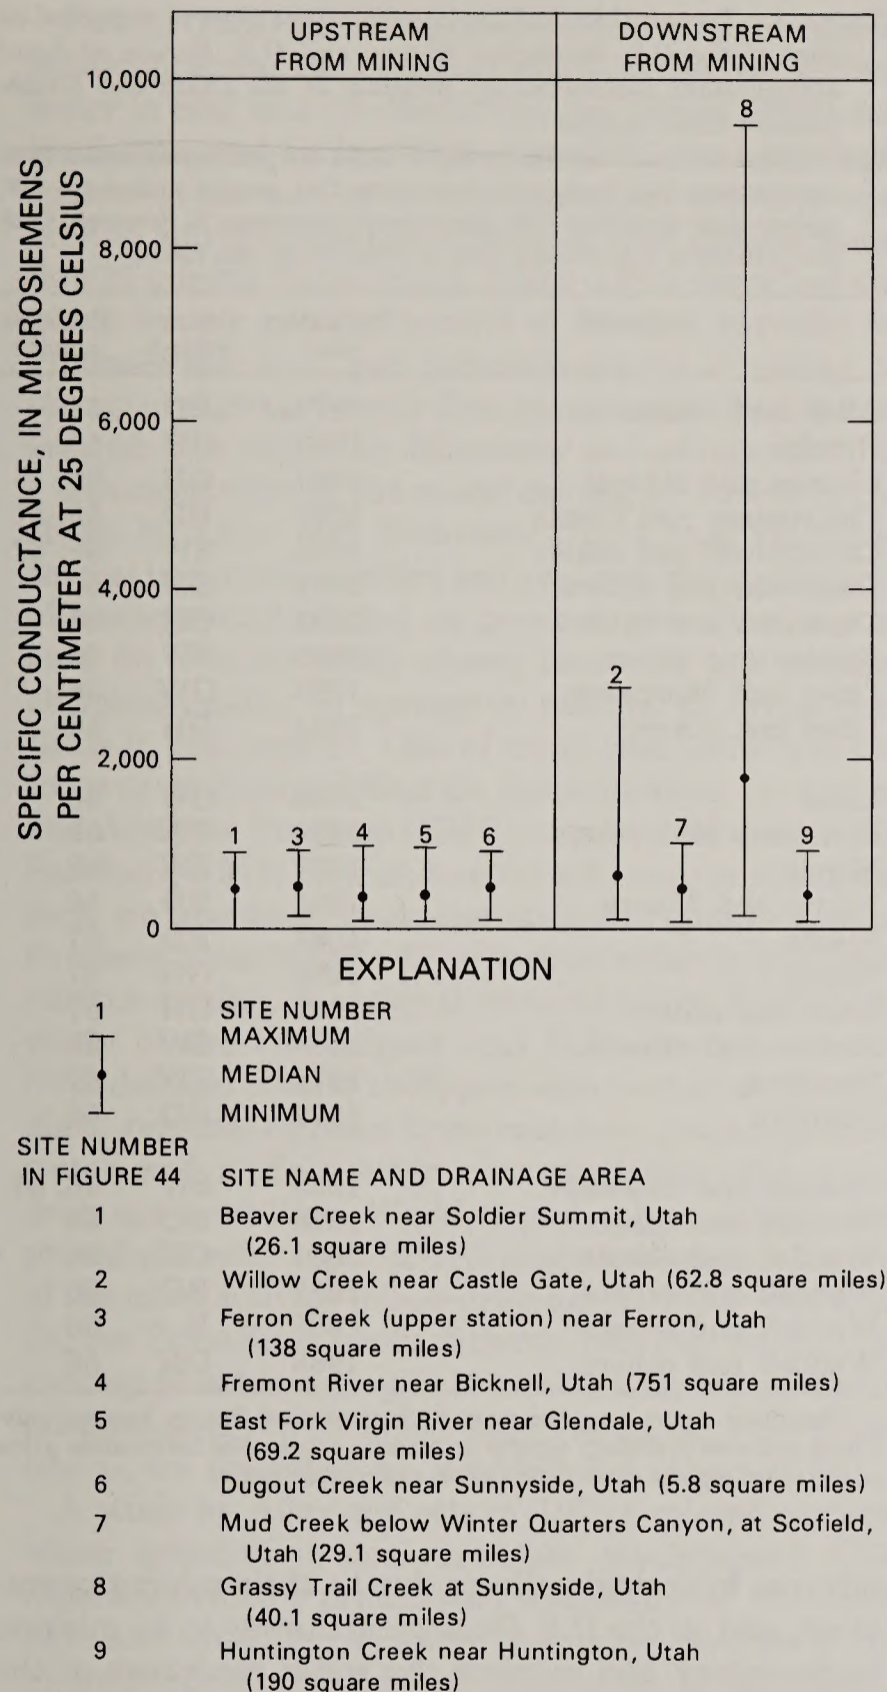 UPSTREAM
FROM MINING
DOWNSTREAM
FROM MINING
SPECIFIC CONDUCTANCE, IN MICROSIEMENS
PER CENTIMETER AT 25 DEGREES CELSIUS
10,000
8,000
6,000
4,000
2,000
0
1
3
4
5
6
2
7
8
9
EXPLANATION
1 SITE NUMBER
MAXIMUM
MEDIAN
MINIMUM
SITE NUMBER
IN FIGURE 44 SITE NAME AND DRAINAGE AREA
1 Beaver Creek near Soldier Summit, Utah
(26.1 square miles)
2 Willow Creek near Castle Gate, Utah (62.8 square miles)
3 Ferron Creek (upper station) near Ferron, Utah
(138 square miles)
4 Fremont River near Bicknell, Utah (751 square miles)
5 East Fork Virgin River near Glendale, Utah
(69.2 square miles)
6 Dugout Creek near Sunnyside, Utah (5.8 square miles)
7 Mud Creek below Winter Quarters Canyon, at Scofield,
Utah (29.1 square miles)
8 Grassy Trail Creek at Sunnyside, Utah
(40.1 square miles)
9 Huntington Creek near Huntington, Utah
(190 square miles)